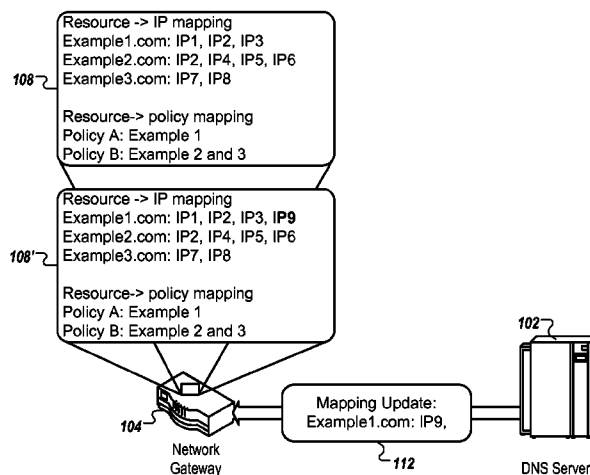 Resource -> IP mapping
Example1.com: IP1, IP2, IP3
Example2.com: IP2, IP4, IP5, IP6
Example3.com: IP7, IP8
108
Resource-> policy mapping
Policy A: Example 1
Policy B: Example 2 and 3
Resource -> IP mapping
Example1.com: IP1, IP2, IP3, IP9
Example2.com: IP2, IP4, IP5, IP6
Example3.com: IP7, IP8
108'
Resource-> policy mapping
Policy A: Example 1
Policy B: Example 2 and 3
102
Mapping Update:
Example1.com: IP9,
104
Network
Gateway
112
DNS Server